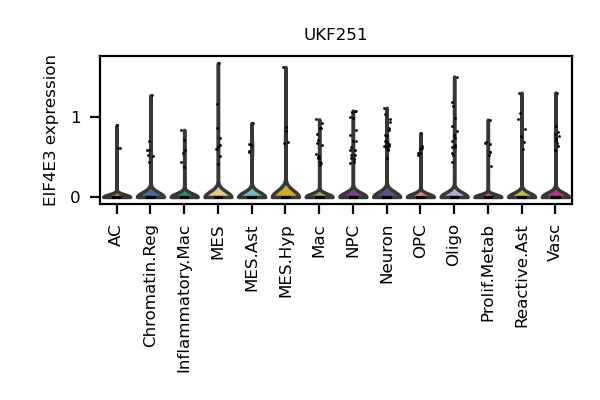 UKF251
EIF4E3 expression
1
0
AC
Chromatin.Reg
Inflammatory.Mac
MES
MES.Ast
MES.Hyp
Mac
NPC
Neuron
OPC
Oligo
Prolif.Metab
Reactive.Ast
Vasc